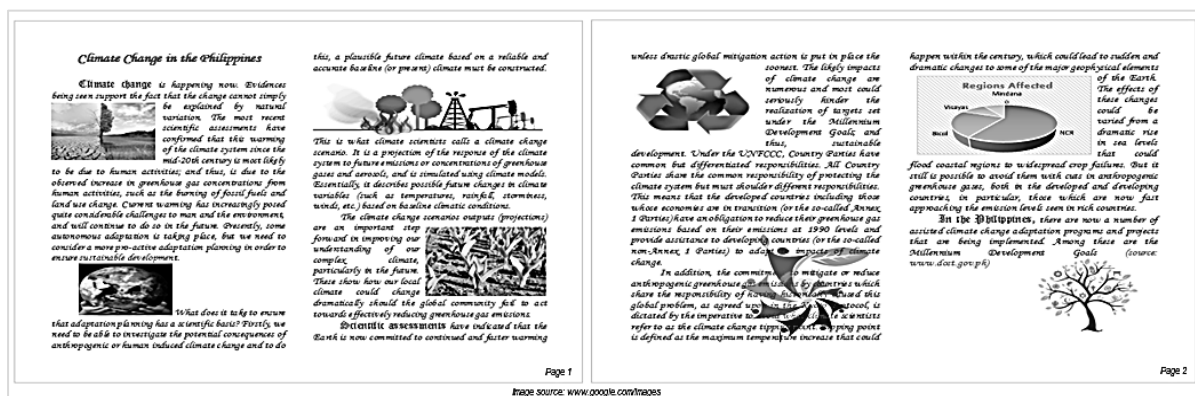 Climate Change in the Philippines
Climate change is happening now. Evidences
being seen support the fact that the change cannot simply
be explained by natural
variation. The most recent
scientific assessments have
confirmed that this warming
of the climate system since the
mid-20th century is most likely
to be due to human activities; and thus, is due to the
observed increase in greenhouse gas concentrations from
human activities, such as the burning of fossil fuels and
land use change. Current warming has increasingly posed
quite considerable challenges to man and the environment,
and will continue to do so in the future. Presently, some
autonomous adaptation is taking place, but we need to
consider a more pro-active adaptation planning in order to
ensure sustainable development.
What does it take to ensure
that adaptation planning has a scientific basis? Firstly, we
need to be able to investigate the potential consequences of
anthropogenic or human induced climate change and to do
this, a plausible future climate based on a reliable and
accurate baseline (or present) climate must be constructed.
This is what climate scientists calls a climate change
scenario. It is a projection of the response of the climate
system to future emissions or concentrations of greenhouse
gases and aerosols, and is simulated using climate models.
Essentially, it describes possible future changes in climate
variables (such as temperatures, rainfall, storminess,
winds, etc.) based on baseline climatic conditions.
The climate change scenarios outputs (projections)
are an important step
forward in improving our
understanding of our
complex climate,
particularly in the future.
These show how our local
climate could change
dramatically should the global community fail to act
towards effectively reducing greenhouse gas emissions.
Scientific assessments have indicated that the
Earth is now committed to continued and faster warming
Page 1
unless drastic global mitigation action is put in place the
soonest. The likely impacts
of climate change are
numerous and most could
seriously hinder the
realization of targets set
under the Millennium
Development Goals; and
thus, sustainable
development. Under the UNFCCC, Country Parties have
common but differentiated responsibilities. All Country
Parties share the common responsibility of protecting the
climate system but must shoulder different responsibilities.
This means that the developed countries including those
whose economies are in transition (or the so-called Annex
1 Parties) have an obligation to reduce their greenhouse gas
emissions based on their emissions at 1990 levels and
provide assistance to developing countries (or the so-called
non-Annex 1 Parties) to adapt to impacts of climate
change.
In addition, the commitment to mitigate or reduce
anthropogenic greenhouse gas emissions by countries which
share the responsibility of having historically caused this
global problem, as agreed upon in the Protocol, is
dictated by the imperative to avoid what climate scientists
refer to as the climate change tipping point. Tipping point
is defined as the maximum temperature increase that could
happen within the century, which could lead to sudden and
dramatic changes to some of the major geophysical elements
of the Earth.
The effects of
these changes
could be
varied from a
dramatic rise
in sea levels
that could
Regions Affected
Mindana
o
Visayas
Bicol
NCR
flood coastal regions to widespread crop failures. But it
still is possible to avoid them with cuts in anthropogenic
greenhouse gases, both in the developed and developing
countries, in particular, those which are now fast
approaching the emission levels seen in rich countries.
In the Philippines, there are now a number of
assisted climate change adaptation programs and projects
that are being implemented. Among these are the
Millennium Development Goals (source:
www.dost.gov.ph)
Page 2
Image source: www.google.com/images